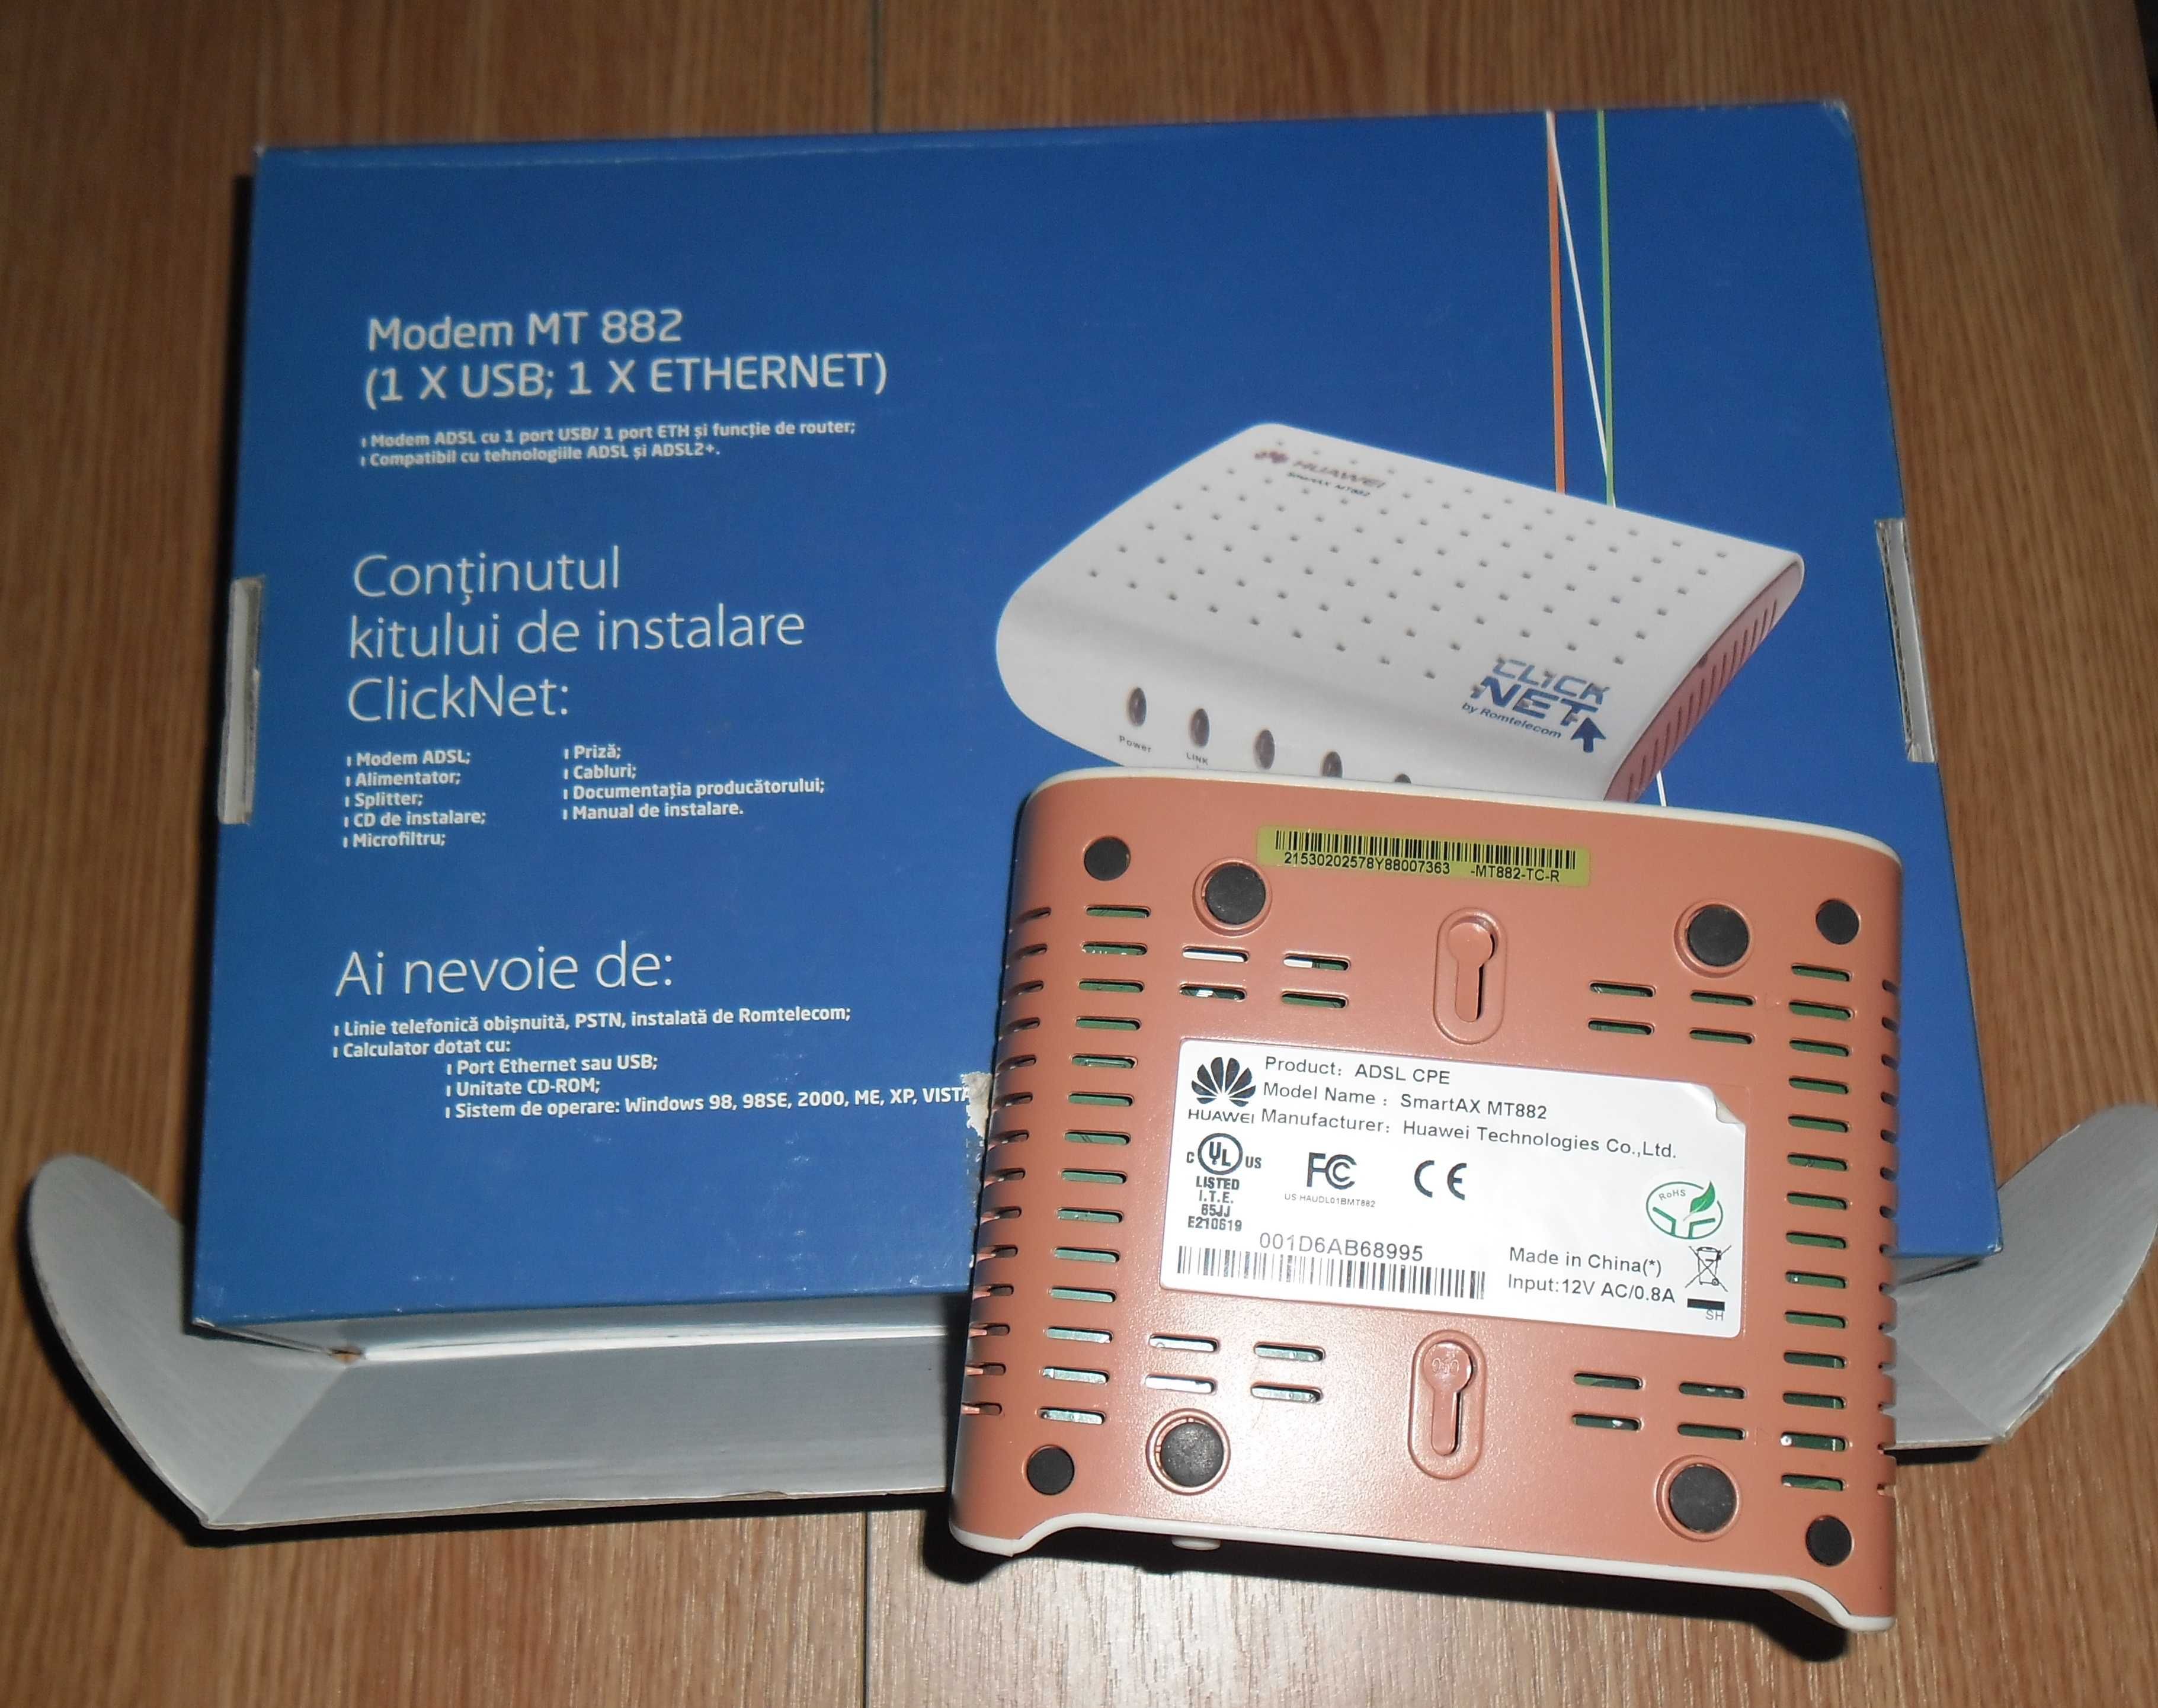 Modem MT 882
(1 X USB; 1 X ETHERNET)
Modem ADSL cu 1 port USB/ 1 port ETH și funcție de router;
Compatibil cu tehnologiile ADSL și ADSL2+.
Conținutul
kitului de instalare
ClickNet:
Modem ADSL;
Alimentator;
Splitter;
CD de instalare;
Microfiltru;
Priză;
Cabluri;
Documentația producătorului;
Manual de instalare.
Ai nevoie de:
Linie telefonică obișnuită, PSTN, instalată de Romtelecom;
Calculator dotat cu:
Port Ethernet sau USB;
Unitate CD-ROM;
Sistem de operare: Windows 98, 98SE, 2000, ME, XP, VISTA
HUAWEI
SmartAX MT882
CLICK
NET
by Romtelecom
Power
LINK
21530202578Y88007363 -MT882-TC-R
HUAWEI
Product: ADSL CPE
Model Name : SmartAX MT882
Manufacturer: Huawei Technologies Co.,Ltd.
C UL US
LISTED
I.T.E.
65JJ
E210619
FC
US:HAUDL01BMT882
CE
RoHS
001D6AB68995
Made in China(*)
Input:12V AC/0.8A
SH